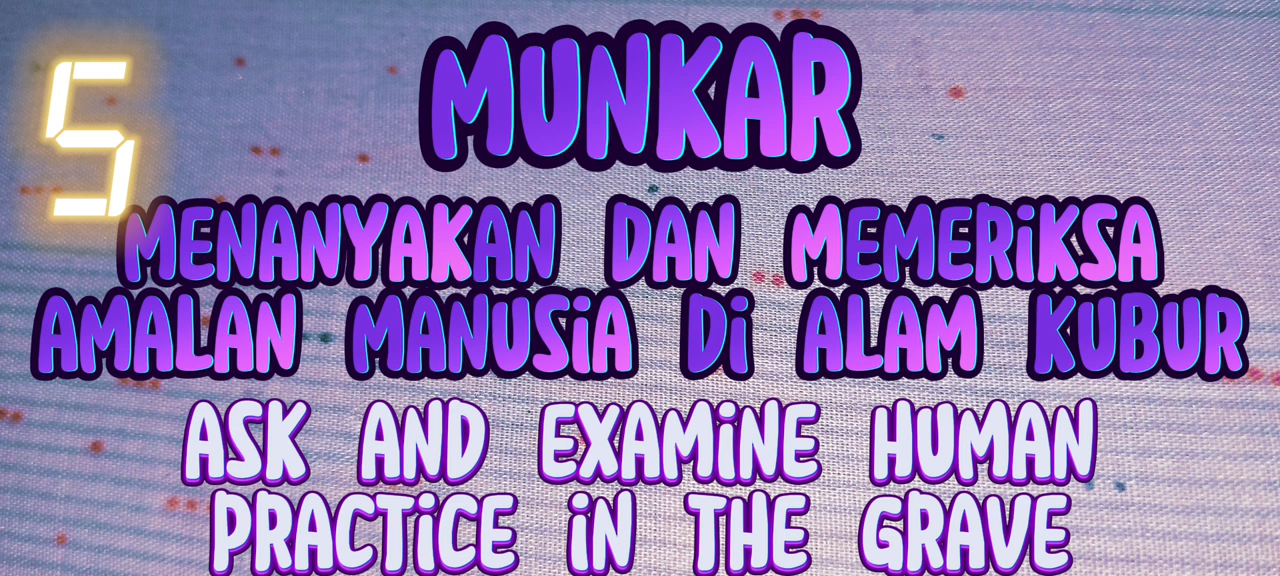 5
MUNKAR
MENANYAKAN DAN MEMERiKSA
AMALAN MANUSiA Di ALAM KUBUR
ASK AND EXAMiNE HUMAN
PRACTiCE iN THE GRAVE